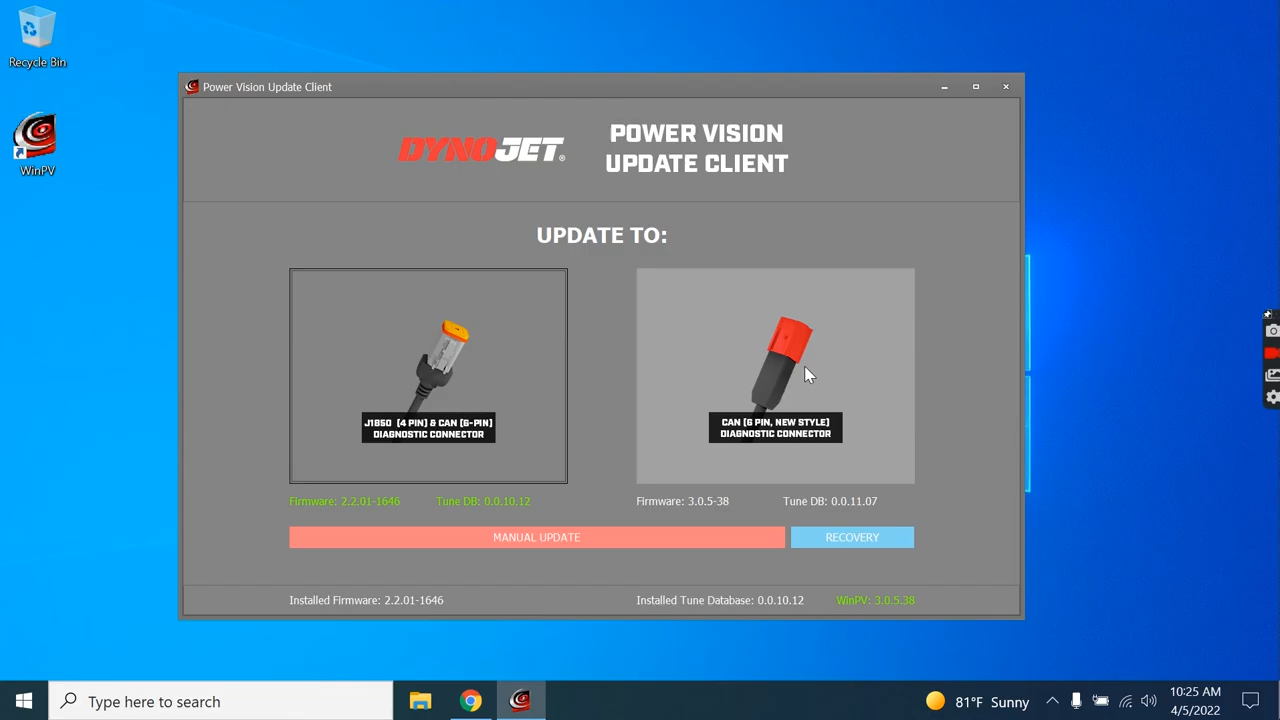 Recycle Bin
WinPV
Power Vision Update Client
DYNOJET®
POWER VISION
UPDATE CLIENT
UPDATE TO:
J1850 (4 PIN) & CAN (6-PIN)
DIAGNOSTIC CONNECTOR
CAN (6 PIN, NEW STYLE)
DIAGNOSTIC CONNECTOR
Firmware: 2.2.01-1646 Tune DB: 0.0.10.12
Firmware: 3.0.5-38 Tune DB: 0.0.11.07
MANUAL UPDATE
RECOVERY
Installed Firmware: 2.2.01-1646
Installed Tune Database: 0.0.10.12
WinPV: 3.0.5.38
Type here to search
81°F Sunny
10:25 AM
4/5/2022